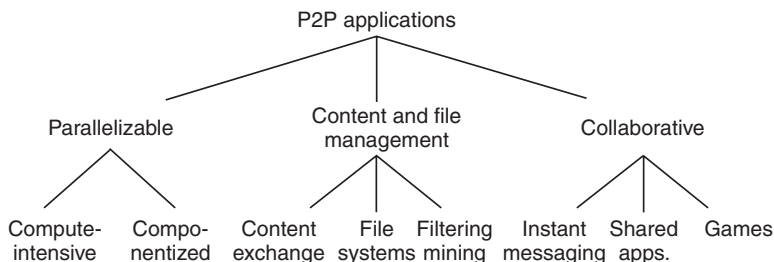 P2P applications
Parallelizable
Content and file
management
Collaborative
Compute-
intensive
Compo-
nentized
Content
exchange
File
systems
Filtering
mining
Instant
messaging
Shared
apps.
Games